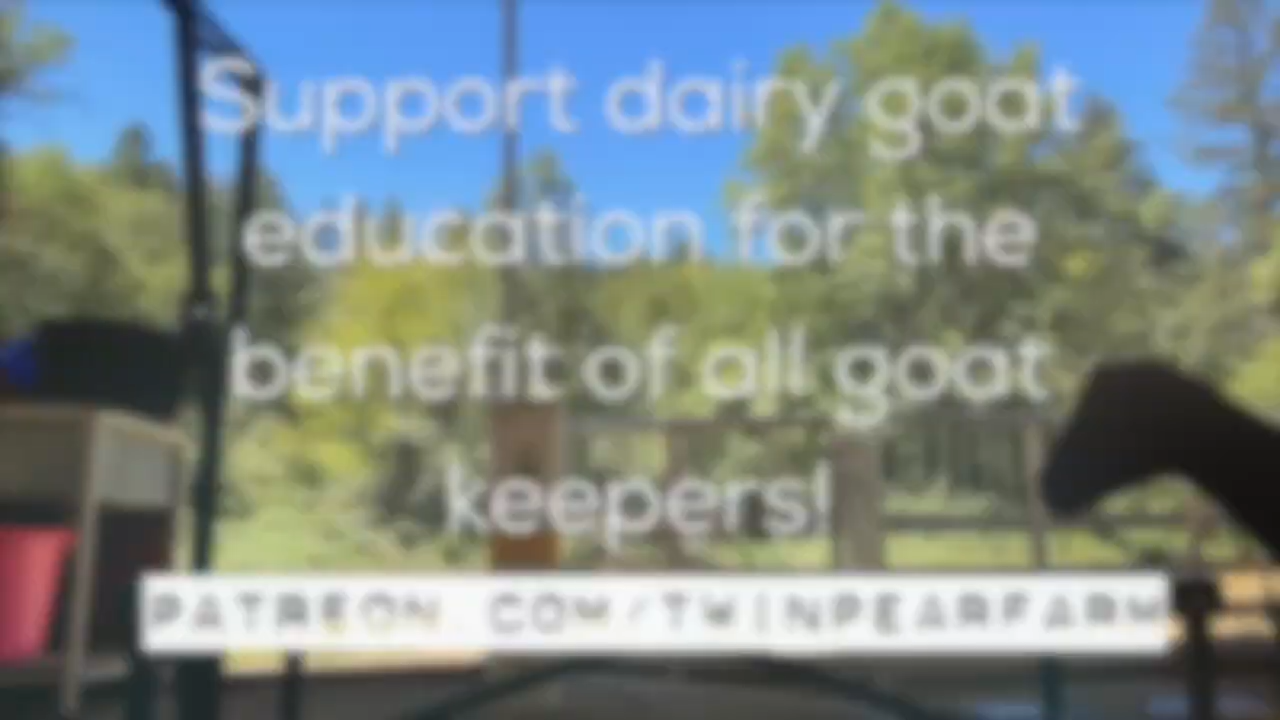 Support dairy goat
education for the
benefit of all goat
keepers!
PATREON.COM/TWINPEARFARM